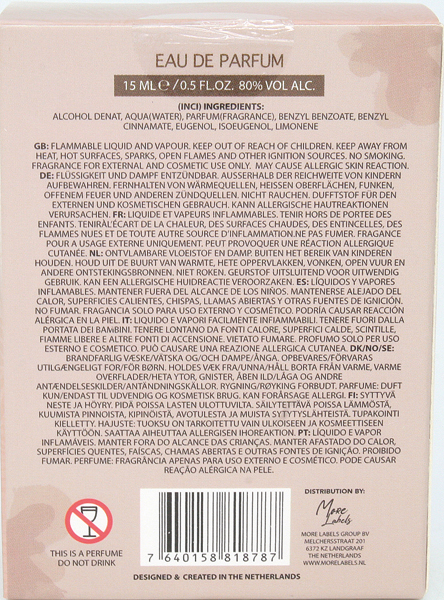 EAU DE PARFUM
15 ML ℮ / 0.5 FL.OZ. 80% VOL ALC.
(INCI) INGREDIENTS:
ALCOHOL DENAT, AQUA(WATER), PARFUM(FRAGRANCE), BENZYL BENZOATE, BENZYL
CINNAMATE, EUGENOL, ISOEUGENOL, LIMONENE
GB: FLAMMABLE LIQUID AND VAPOUR. KEEP OUT OF REACH OF CHILDREN. KEEP AWAY FROM
HEAT, HOT SURFACES, SPARKS, OPEN FLAMES AND OTHER IGNITION SOURCES. NO SMOKING.
FRAGRANCE FOR EXTERNAL AND COSMETIC USE ONLY. MAY CAUSE ALLERGIC SKIN REACTION.
DE: FLÜSSIGKEIT UND DAMPF ENTZÜNDBAR. AUSSERHALB DER REICHWEITE VON KINDERN
AUFBEWAHREN. FERNHALTEN VON WÄRMEQUELLEN, HEISSEN OBERFLÄCHEN, FUNKEN,
OFFENEM FEUER UND ANDEREN ZÜNDQUELLEN. NICHT RAUCHEN. DUFTSTOFF FÜR DEN
EXTERNEN UND KOSMETISCHEN GEBRAUCH. KANN ALLERGISCHE HAUTREAKTIONEN
VERURSACHEN. FR: LIQUIDE ET VAPEURS INFLAMMABLES. TENIR HORS DE PORTEE DES
ENFANTS. TENIRÀL'ÉCART DE LA CHALEUR, DES SURFACES CHAUDES, DES ENTINCELLES, DES
FLAMMES NUES ET DE TOUTE AUTRE SOURCE D'INFLAMMATION.NE PAS FUMER. FRAGANCE
POUR A USAGE EXTERNE UNIQUEMENT. PEUT PROVOQUER UNE RÉACTION ALLERGIQUE
CUTANÉE. NL: ONTVLAMBARE VLOEISTOF EN DAMP. BUITEN HET BEREIK VAN KINDEREN
HOUDEN. HOUD UIT DE BUURT VAN WARMTE, HETE OPPERVLAKKEN, VONKEN, OPEN VUUR EN
ANDERE ONTSTEKINGSBRONNEN. NIET ROKEN. GEURSTOF UITSLUITEND VOOR UITWENDIG
GEBRUIK. KAN EEN ALLERGISCHE HUIDREACTIE VEROORZAKEN. ES: LÍQUIDOS Y VAPORES
INFLAMABLES. MANTENER FUERA DEL ALCANCE DE LOS NIÑOS. MANTENERSE ALEJADO DEL
CALOR, SUPERFICIES CALIENTES, CHISPAS, LLAMAS ABIERTAS Y OTRAS FUENTES DE IGNICIÓN.
NO FUMAR. FRAGANCIA SOLO PARA USO EXTERNO Y COSMÉTICO. PODRÍA CAUSAR REACCIÓN
ALÉRGICA EN LA PIEL. IT: LIQUIDO E VAPORI FACILMENTE INFIAMMABILI. TENERE FUORI DALLA
PORTATA DEI BAMBINI. TENERE LONTANO DA FONTI CALORE, SUPERFICI CALDE, SCINTILLE,
FIAMME LIBERE E ALTRE FONTI DI ACCENSIONE. VIETATO FUMARE. PROFUMO SOLO PER USO
ESTERNO E COSMETICO. PUÒ CAUSARE UNA REAZIONE ALLERGICA CUTANEA. DK/NO/SE:
BRANDFARLIG VÆSKE/VÄTSKA OG/OCH DAMPE/ÅNGA. OPBEVARES/FÖRVARAS
UTILGÆNGELIGT FOR/FÖR BØRN. HOLDES VÆK FRA/UNNA/HÅLL BORTA FRÅN VARME, VARME
OVERFLADER/HETA YTOR, GNISTER, ÅBEN ILD/LÅGA OG ANDRE
ANTÆNDELSESKILDER/ANTÄNDNINGSKÄLLOR. RYGNING/RØYKING FORBUDT. PARFUME: DUFT
KUN/ENDAST TIL UDVENDIG OG KOSMETISK BRUG. KAN FORÅRSAGE ALLERGI. FI: SYTTYVÄ
NESTE JA HÖYRY. PIDÄ POISSA LASTEN ULOTTUVILTA. SÄILYTETTÄVÄ POISSA LÄMMÖSTÄ,
KUUMISTA PINNOISTA, KIPINÖISTÄ, AVOTULESTA JA MUISTA SYTYTYSLÄHTEISTÄ. TUPAKOINTI
KIELLETTY. HAJUSTE: TUOKSU ON TARKOITETTU VAIN ULKOISEEN JA KOSMEETTISEEN
KÄYTTÖÖN. SAATTAA AIHEUTTAA ALLERGISEN IHOREAKTION. PT: LÍQUIDO E VAPOR
INFLAMÁVEIS. MANTER FORA DO ALCANCE DAS CRIANÇAS. MANTER AFASTADO DO CALOR,
SUPERFÍCIES QUENTES, FAÍSCAS, CHAMAS ABERTAS E OUTRAS FONTES DE IGNIÇÃO. PROIBIDO
FUMAR. PERFUME: FRAGRÂNCIA APENAS PARA USO EXTERNO E COSMÉTICO. PODE CAUSAR
REAÇÃO ALÉRGICA NA PELE.
THIS IS A PERFUME
DO NOT DRINK
7 640158 818787
DESIGNED & CREATED IN THE NETHERLANDS
DISTRIBUTION BY:
More
Labels
MORE LABELS GROUP BV
MELCHERSSTRAAT 201
6372 KZ LANDGRAAF
THE NETHERLANDS
WWW.MORELABELS.NL